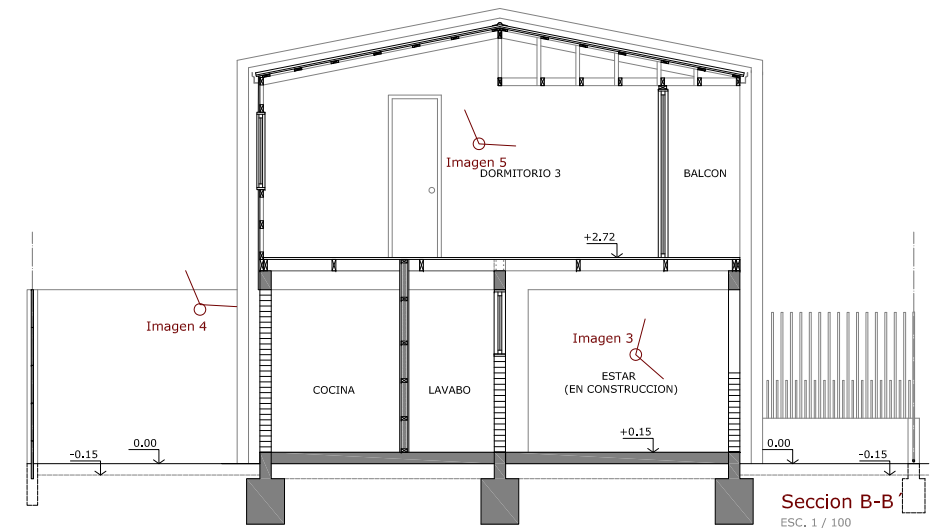 Imagen 5
DORMITORIO 3
BALCON
+2.72
Imagen 4
Imagen 3
ESTAR
(EN CONSTRUCCION)
COCINA
LAVABO
+0.15
0.00
-0.15
0.00
-0.15
Seccion B-B´
ESC. 1 / 100